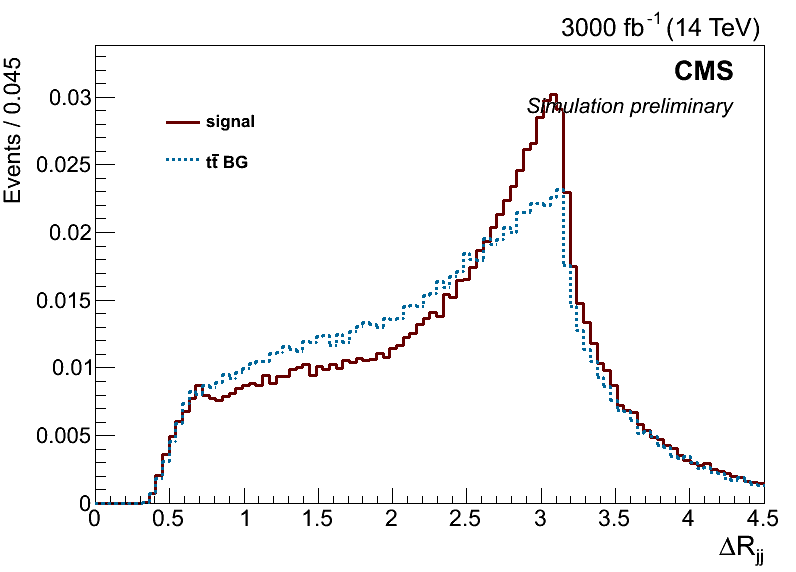 3000 fb⁻¹ (14 TeV)
CMS
Simulation preliminary
Events / 0.045
signal
tt̄ BG
0.03
0.025
0.02
0.015
0.01
0.005
0
0 0.5 1 1.5 2 2.5 3 3.5 4 4.5
ΔRjj